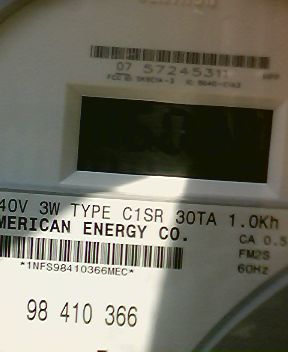 07 57245311
40V 3W TYPE C1SR 30TA 1.0Kh
MERICAN ENERGY CO.
CA 0.5
*1NFS98410366MEC*
FM2S
60Hz
98 410 366